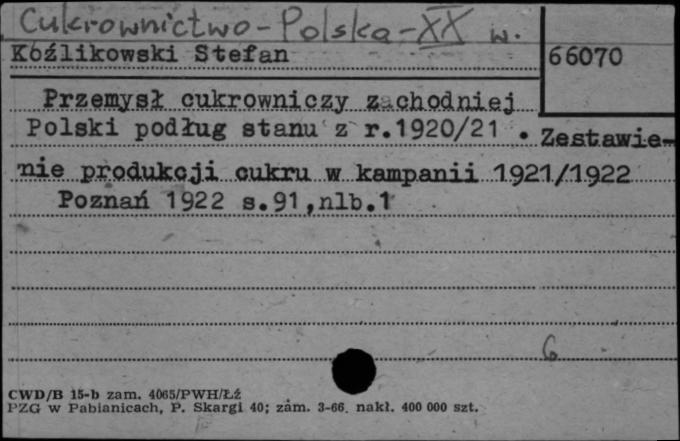 Cukrownictwo - Polska - XX w.
Koźlikowski Stefan
66070
Przemysł cukrowniczy zachodniej
Polski podług stanu z r.1920/21 . Zestawie-
nie produkcji cukru w kampanii 1921/1922
Poznań 1922 s.91,nlb.1
6
CWD/B 15-b zam. 4065/PWH/Łź
PZG w Pabianicach, P. Skargi 40; zam. 3-66. nakł. 400 000 szt.